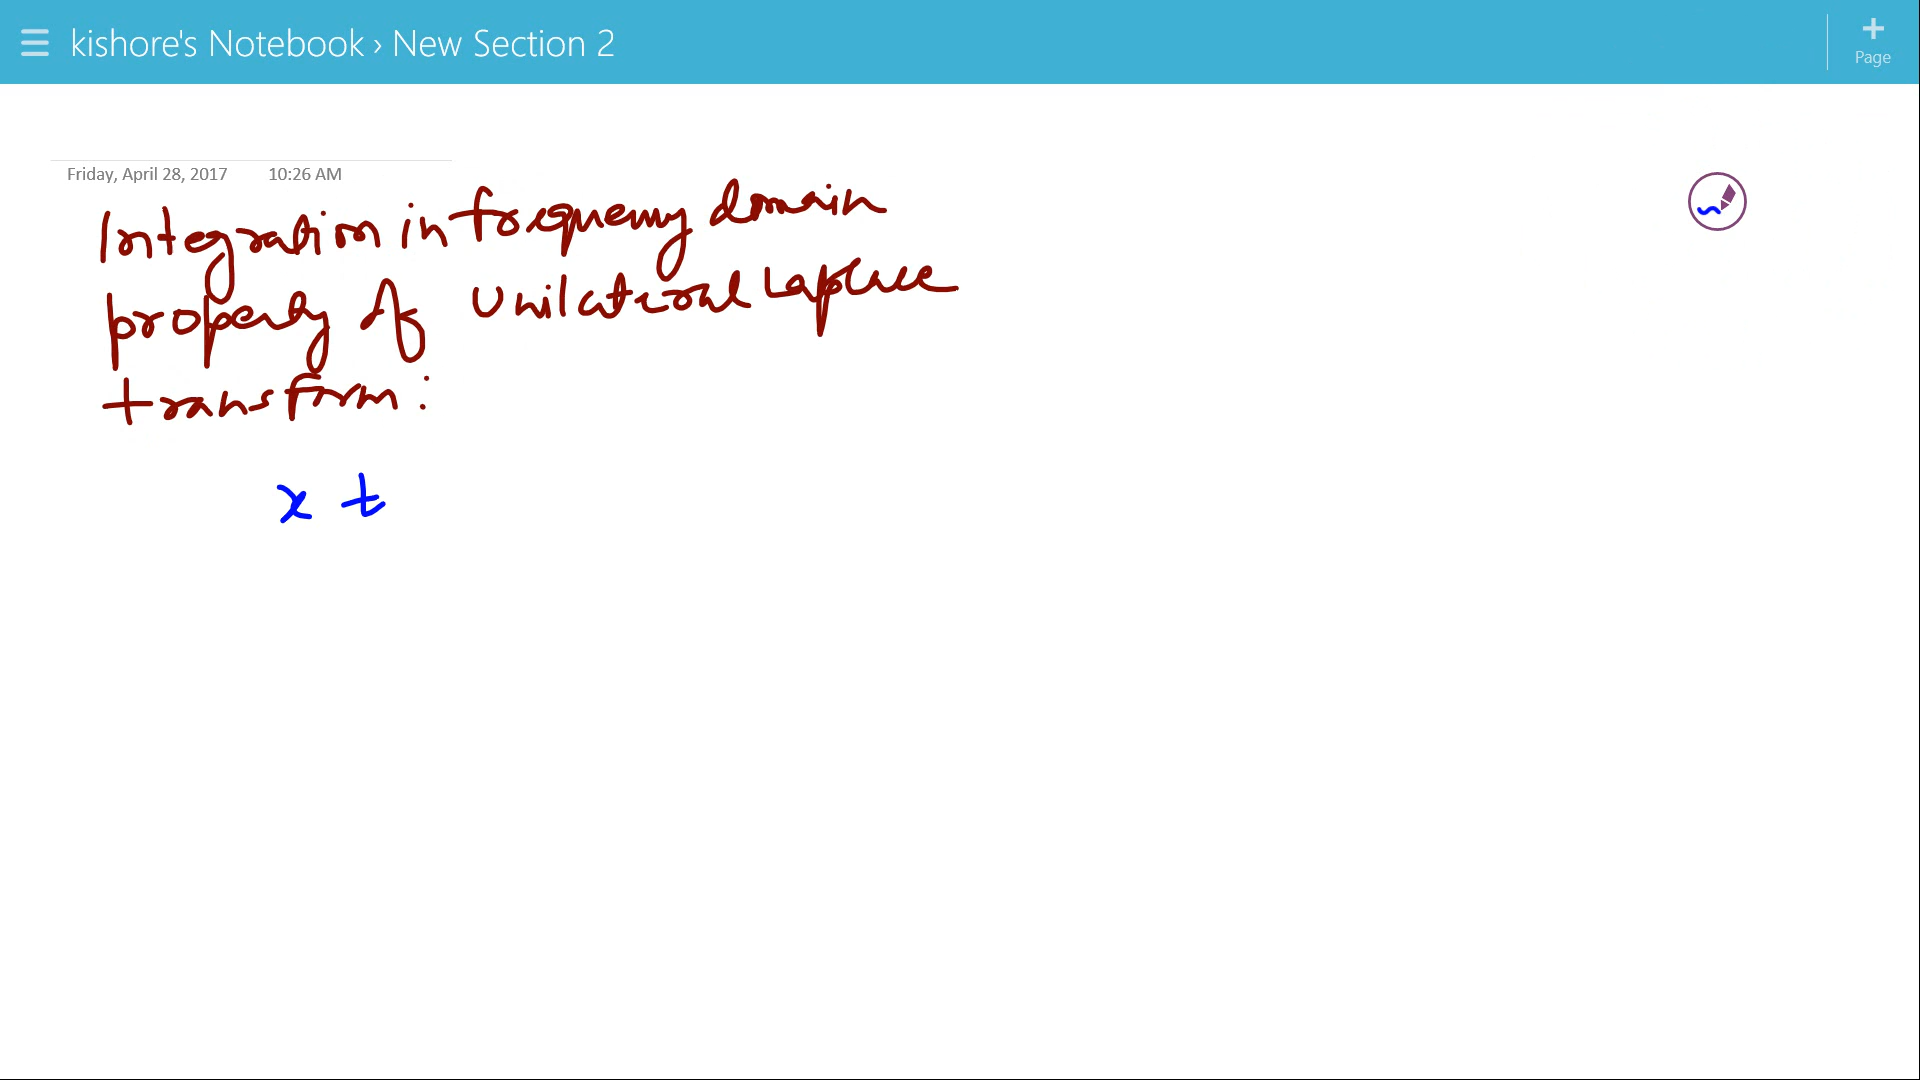 kishore's Notebook › New Section 2
Page
Friday, April 28, 2017 10:26 AM
Integration in frequency domain
property of Unilateral Laplace
transform:
x t